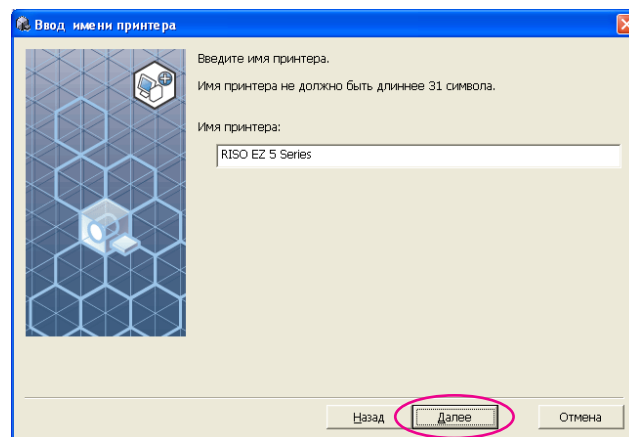 Ввод имени принтера
Введите имя принтера.
Имя принтера не должно быть длиннее 31 символа.
Имя принтера:
RISO EZ 5 Series
Назад Далее Отмена